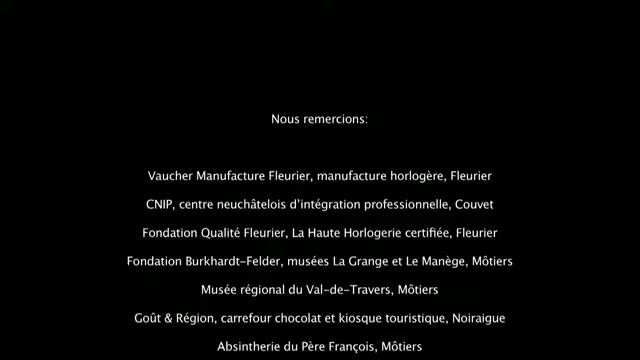 Nous remercions:
Vaucher Manufacture Fleurier, manufacture horlogère, Fleurier
CNIP, centre neuchâtelois d’intégration professionnelle, Couvet
Fondation Qualité Fleurier, La Haute Horlogerie certifiée, Fleurier
Fondation Burkhardt-Felder, musées La Grange et Le Manège, Môtiers
Musée régional du Val-de-Travers, Môtiers
Goût & Région, carrefour chocolat et kiosque touristique, Noiraigue
Absintherie du Père François, Môtiers